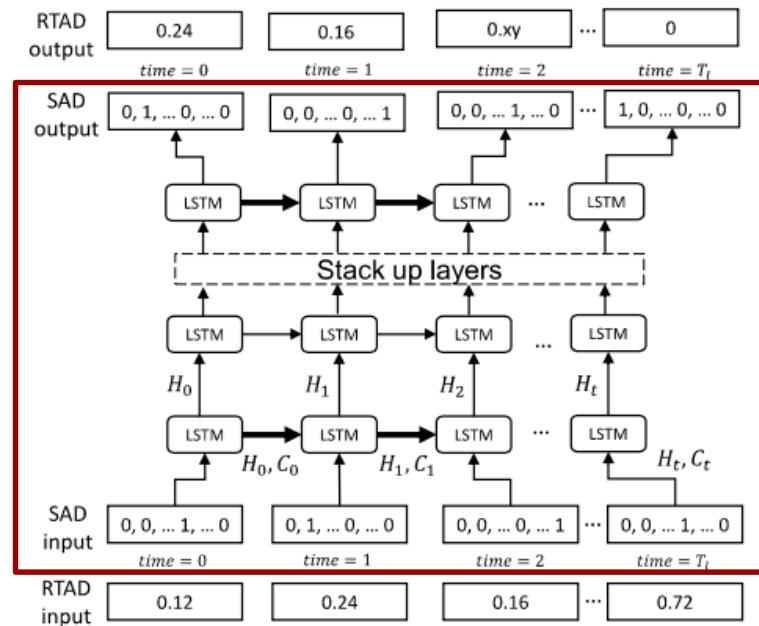 RTAD output 0.24 0.16 0.xy ... 0
time = 0 time = 1 time = 2 time = T_l
SAD output 0, 1, ... 0, ... 0 0, 0, ... 0, ... 1 0, 0, ... 1, ... 0 ... 1, 0, ... 0, ... 0
LSTM LSTM LSTM ... LSTM
Stack up layers
LSTM LSTM LSTM ... LSTM
H_0 H_1 H_2 H_t
LSTM LSTM LSTM ... LSTM
H_0, C_0 H_1, C_1 H_t, C_t
SAD input 0, 0, ... 1, ... 0 0, 1, ... 0, ... 0 0, 0, ... 0, ... 1 ... 0, 0, ... 1, ... 0
time = 0 time = 1 time = 2 time = T_l
RTAD input 0.12 0.24 0.16 ... 0.72